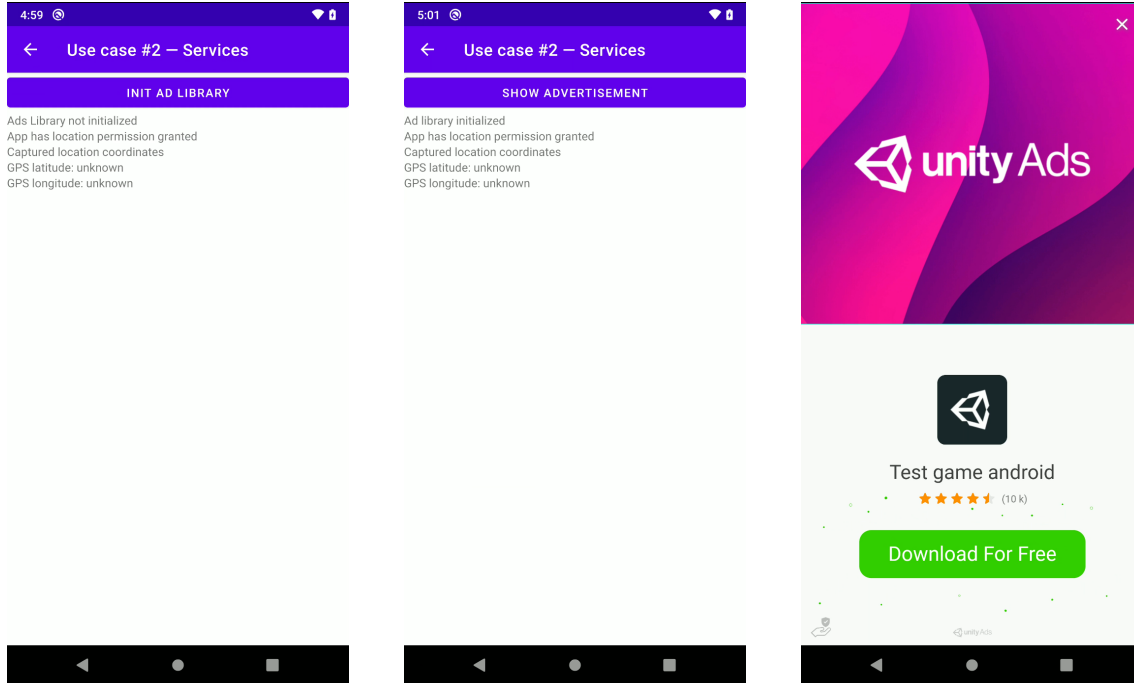 4:59
Use case #2 — Services
INIT AD LIBRARY
Ads Library not initialized
App has location permission granted
Captured location coordinates
GPS latitude: unknown
GPS longitude: unknown
5:01
Use case #2 — Services
SHOW ADVERTISEMENT
Ad library initialized
App has location permission granted
Captured location coordinates
GPS latitude: unknown
GPS longitude: unknown
unity Ads
Test game android
(10 k)
Download For Free
unity Ads